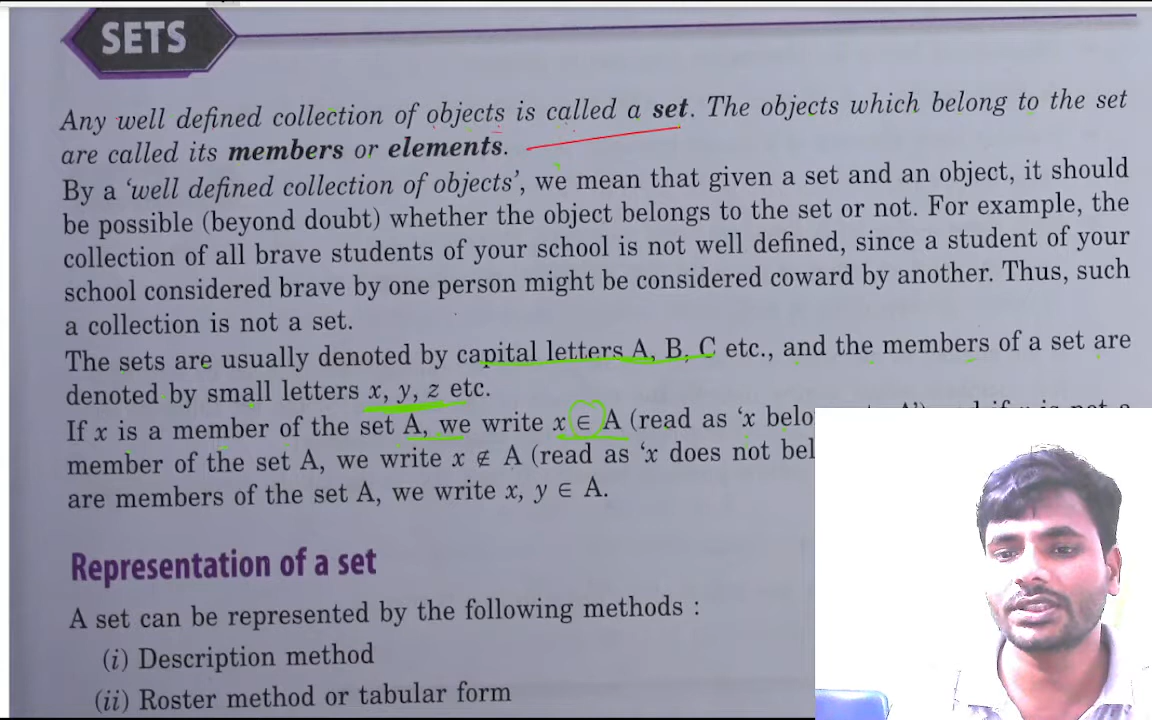 SETS
Any well defined collection of objects is called a set. The objects which belong to the set
are called its members or elements.
By a 'well defined collection of objects', we mean that given a set and an object, it should
be possible (beyond doubt) whether the object belongs to the set or not. For example, the
collection of all brave students of your school is not well defined, since a student of your
school considered brave by one person might be considered coward by another. Thus, such
a collection is not a set.
The sets are usually denoted by capital letters A, B, C etc., and the members of a set are
denoted by small letters x, y, z etc.
If x is a member of the set A, we write x ∈ A (read as 'x belo
member of the set A, we write x ∉ A (read as 'x does not bel
are members of the set A, we write x, y ∈ A.
Representation of a set
A set can be represented by the following methods :
(i) Description method
(ii) Roster method or tabular form